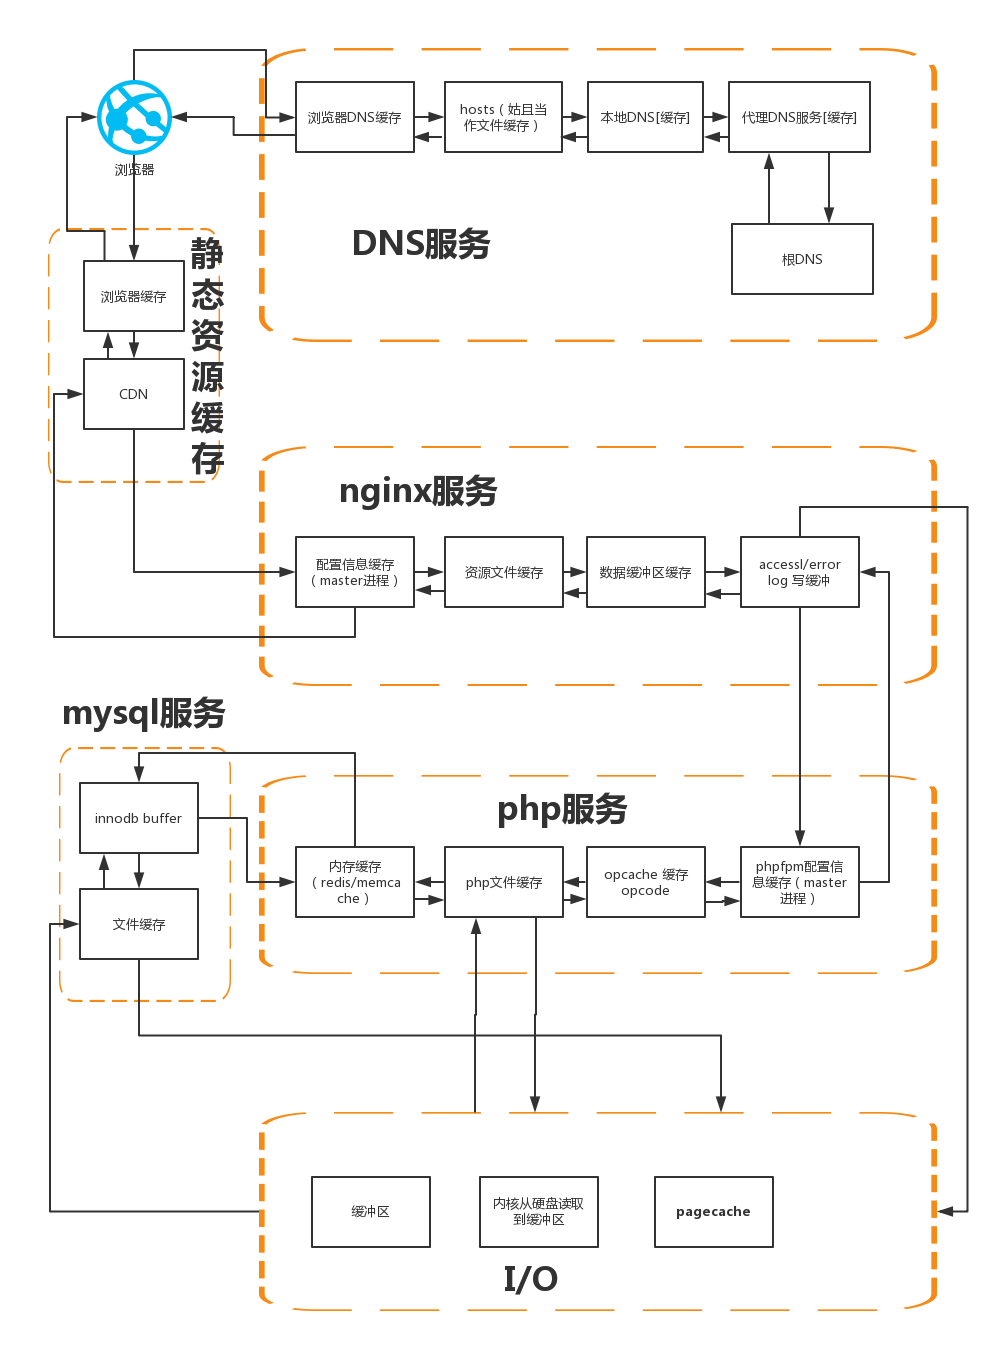 浏览器
浏览器DNS缓存
hosts（姑且当
作文件缓存）
本地DNS[缓存]
代理DNS服务[缓存]
DNS服务
根DNS
静
态
资
源
缓
存
浏览器缓存
CDN
nginx服务
配置信息缓存
（master进程）
资源文件缓存
数据缓冲区缓存
accessl/error
log 写缓冲
mysql服务
innodb buffer
文件缓存
php服务
内存缓存
（redis/memca
che）
php文件缓存
opcache 缓存
opcode
phpfpm配置信
息缓存（master
进程）
缓冲区
内核从硬盘读取
到缓冲区
pagecache
I/O